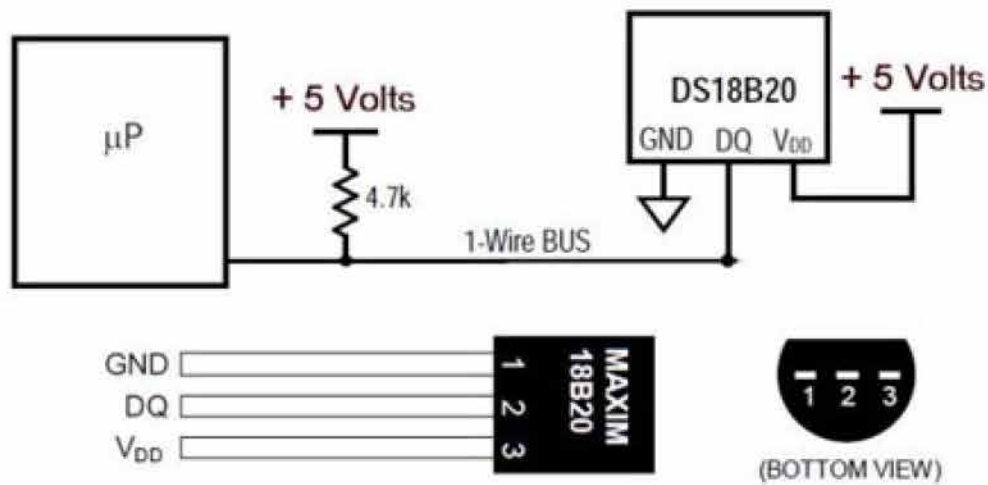 μP
+ 5 Volts
4.7k
1-Wire BUS
DS18B20
GND DQ VDD
+ 5 Volts
GND
DQ
VDD
1
2
3
MAXIM
18B20
1 2 3
(BOTTOM VIEW)